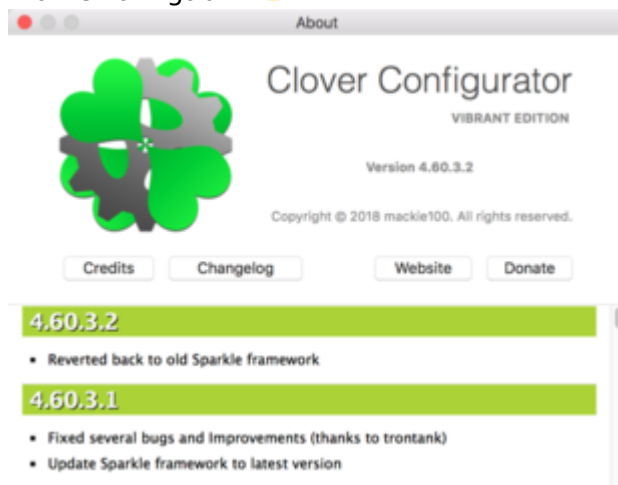 About
Clover Configurator
VIBRANT EDITION
Version 4.60.3.2
Copyright © 2018 mackie100. All rights reserved.
Credits Changelog Website Donate
4.60.3.2
▪ Reverted back to old Sparkle framework
4.60.3.1
▪ Fixed several bugs and Improvements (thanks to trontank)
▪ Update Sparkle framework to latest version